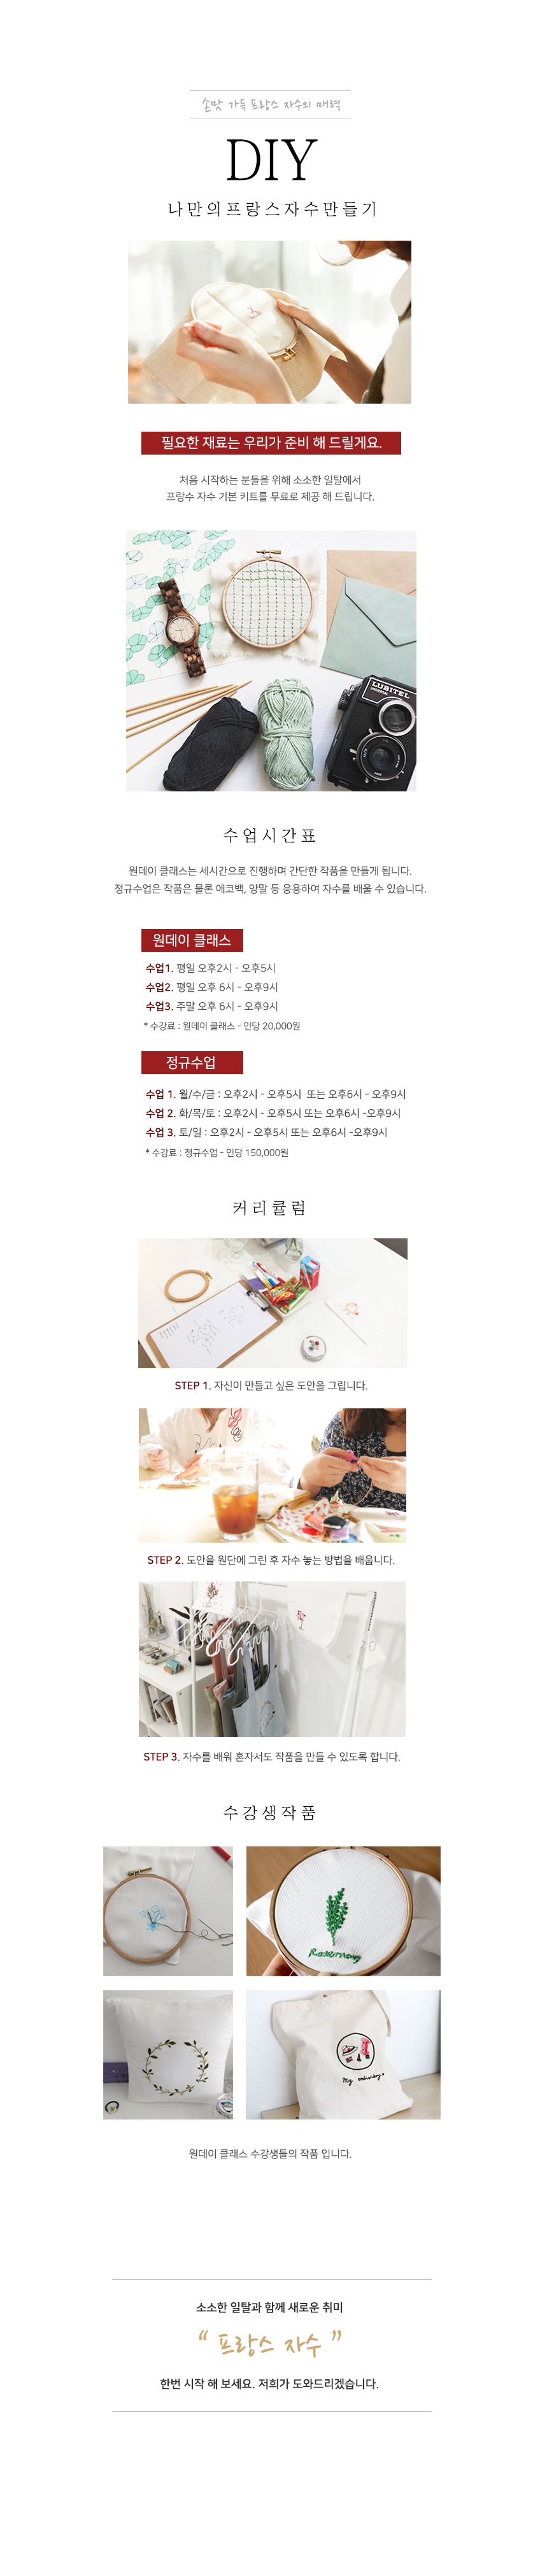 손맛 가득 프랑스 자수의 매력
DIY
나만의프랑스자수만들기
필요한 재료는 우리가 준비 해 드릴게요.
처음 시작하는 분들을 위해 소소한 일탈에서
프랑수 자수 기본 키트를 무료로 제공 해 드립니다.
LUBITEL
UNIVERSAL
수업시간표
원데이 클래스는 세시간으로 진행하며 간단한 작품을 만들게 됩니다.
정규수업은 작품은 물론 에코백, 양말 등 응용하여 자수를 배울 수 있습니다.
원데이 클래스
수업1. 평일 오후2시 - 오후5시
수업2. 평일 오후 6시 - 오후9시
수업3. 주말 오후 6시 - 오후9시
* 수강료 : 원데이 클래스 - 인당 20,000원
정규수업
수업 1. 월/수/금 : 오후2시 - 오후5시 또는 오후6시 - 오후9시
수업 2. 화/목/토 : 오후2시 - 오후5시 또는 오후6시 -오후9시
수업 3. 토/일 : 오후2시 - 오후5시 또는 오후6시 -오후9시
* 수강료 : 정규수업 - 인당 150,000원
커리큘럼
STEP 1. 자신이 만들고 싶은 도안을 그립니다.
STEP 2. 도안을 원단에 그린 후 자수 놓는 방법을 배웁니다.
STEP 3. 자수를 배워 혼자서도 작품을 만들 수 있도록 합니다.
수강생작품
Rosemary
My embroidery
원데이 클래스 수강생들의 작품 입니다.
소소한 일탈과 함께 새로운 취미
“ 프랑스 자수 ”
한번 시작 해 보세요. 저희가 도와드리겠습니다.